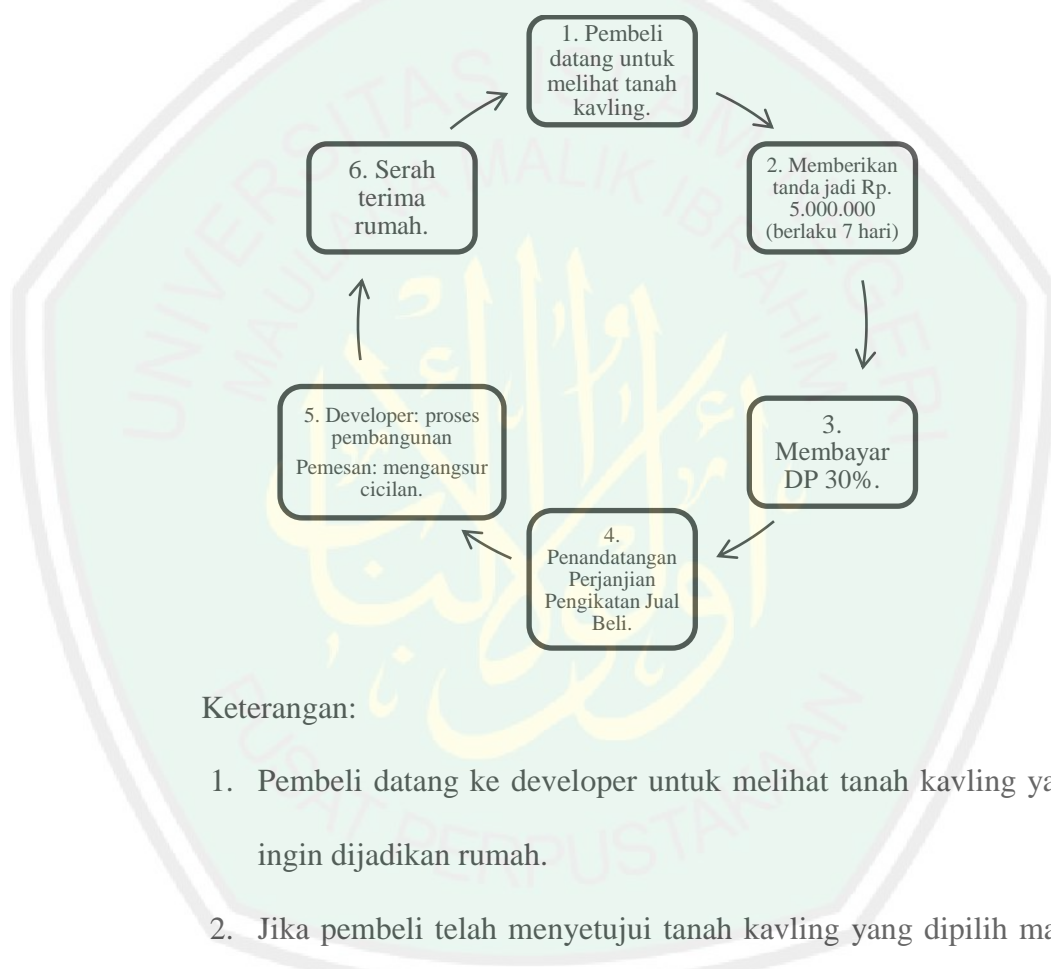 1. Pembeli
datang untuk
melihat tanah
kavling.
2. Memberikan
tanda jadi Rp.
5.000.000
(berlaku 7 hari)
3.
Membayar
DP 30%.
4.
Penandatangan
Perjanjian
Pengikatan Jual
Beli.
5. Developer: proses
pembangunan
Pemesan: mengangsur
cicilan.
6. Serah
terima
rumah.
Keterangan:
1. Pembeli datang ke developer untuk melihat tanah kavling ya
ingin dijadikan rumah.
2. Jika pembeli telah menyetujui tanah kavling yang dipilih ma
PUSAT PERPUSTAKAAN